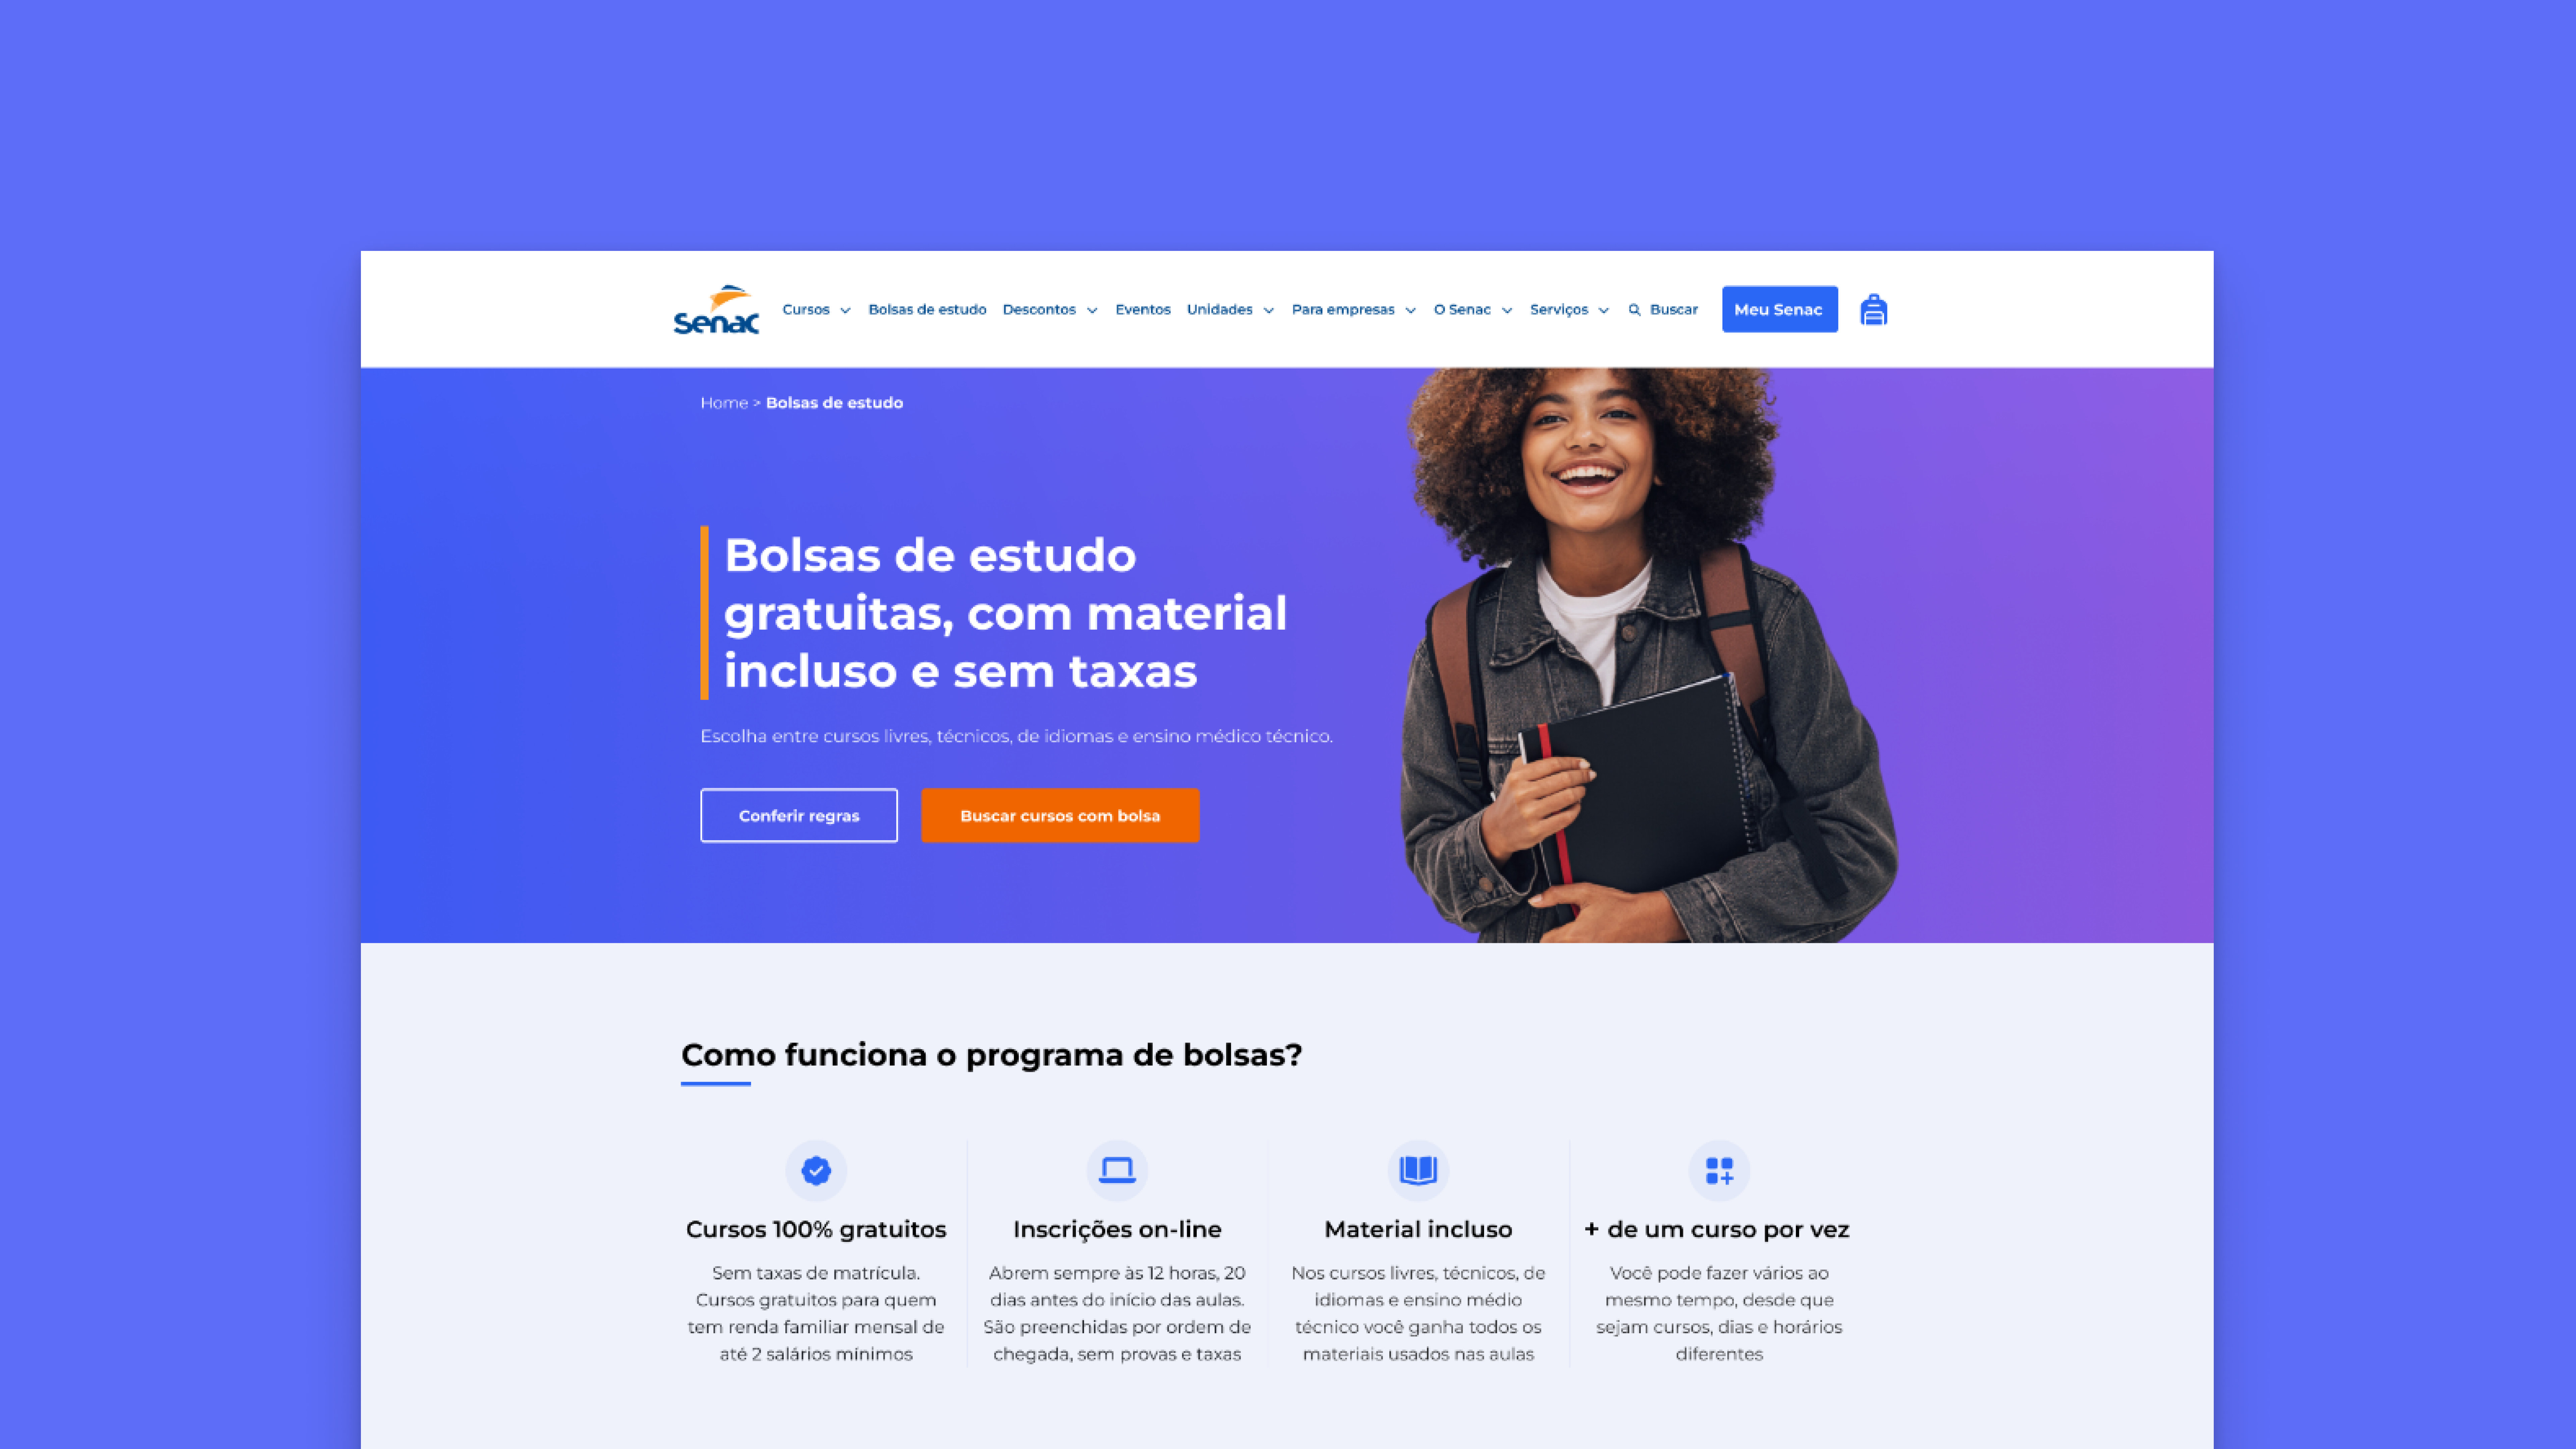 Senac
Cursos Bolsas de estudo Descontos Eventos Unidades Para empresas O Senac Serviços Buscar Meu Senac
Home > Bolsas de estudo
Bolsas de estudo
gratuitas, com material
incluso e sem taxas
Escolha entre cursos livres, técnicos, de idiomas e ensino médico técnico.
Conferir regras
Buscar cursos com bolsa
Como funciona o programa de bolsas?
Cursos 100% gratuitos
Sem taxas de matrícula.
Cursos gratuitos para quem
tem renda familiar mensal de
até 2 salários mínimos
Inscrições on-line
Abrem sempre às 12 horas, 20
dias antes do início das aulas.
São preenchidas por ordem de
chegada, sem provas e taxas
Material incluso
Nos cursos livres, técnicos, de
idiomas e ensino médio
técnico você ganha todos os
materiais usados nas aulas
+ de um curso por vez
Você pode fazer vários ao
mesmo tempo, desde que
sejam cursos, dias e horários
diferentes